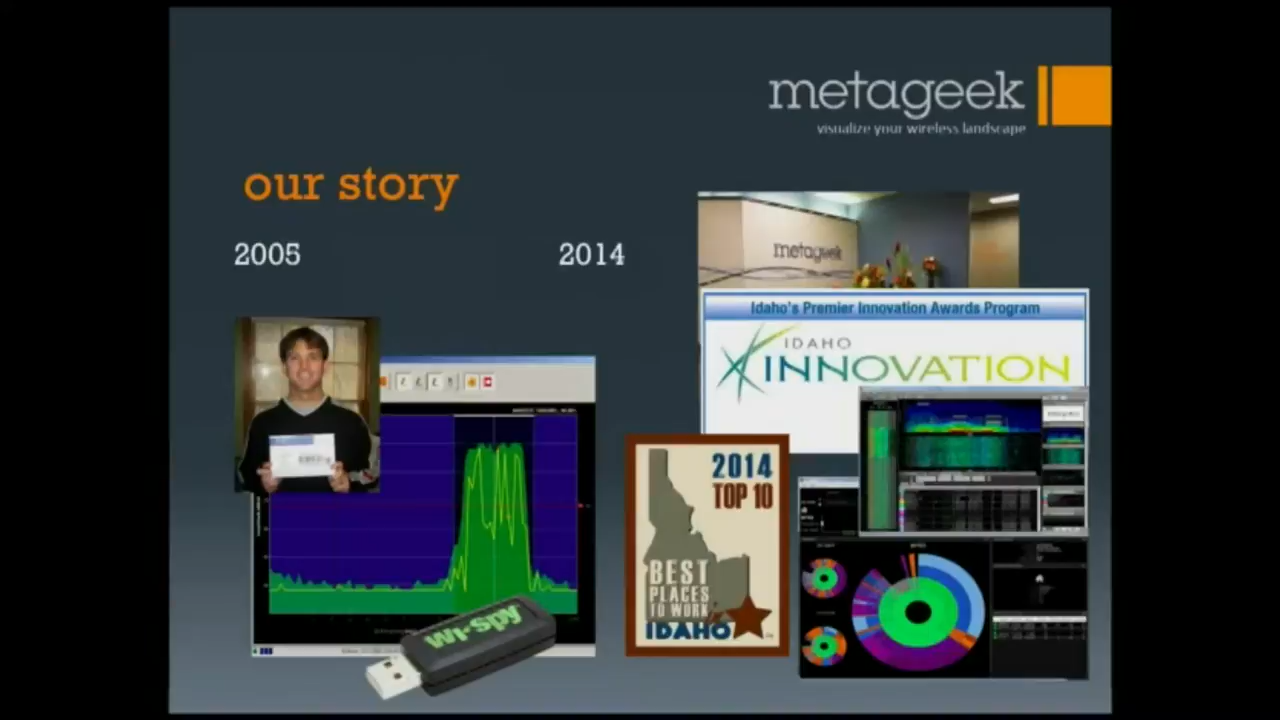 metageek
visualize your wireless landscape
our story
2005
2014
metageek
Idaho's Premier Innovation Awards Program
IDAHO
INNOVATION
2014
TOP 10
BEST
PLACES
TO WORK
IDAHO
Wi-Spy